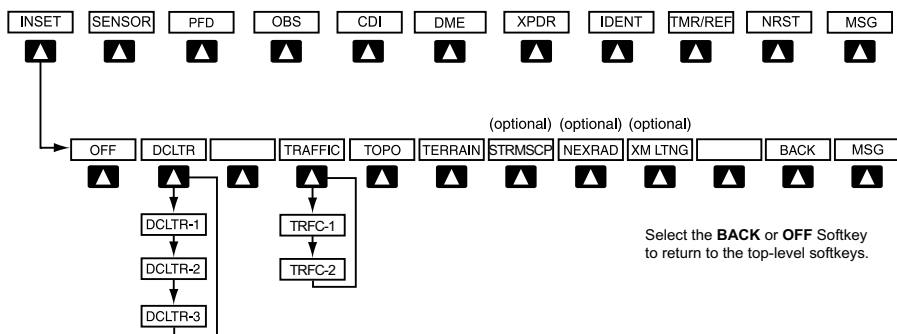 INSET SENSOR PFD OBS CDI DME XPDR IDENT TMR/REF NRST MSG
(optional) (optional) (optional)
OFF DCLTR TRAFFIC TOPO TERRAIN STRMSCP NEXRAD XM LTNG BACK MSG
DCLTR-1 TRFC-1
DCLTR-2 TRFC-2
DCLTR-3
Select the BACK or OFF Softkey
to return to the top-level softkeys.